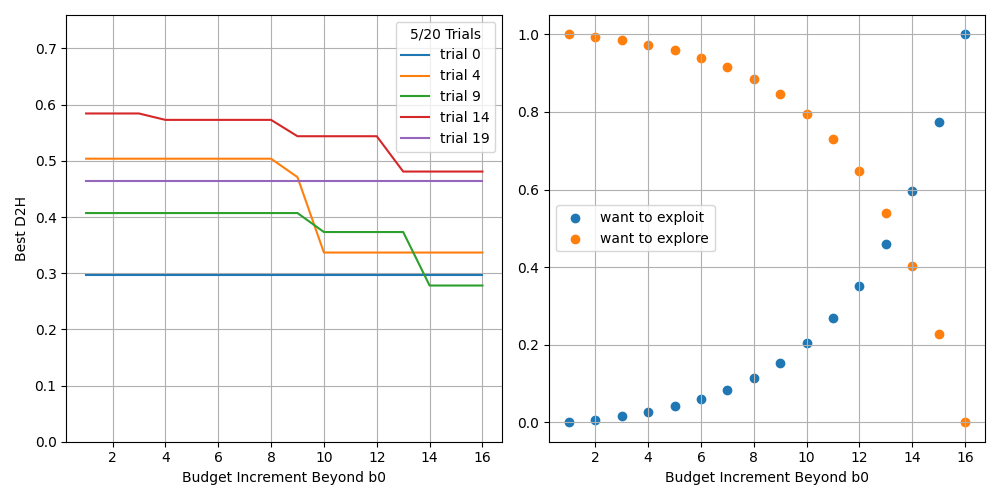 5/20 Trials
trial 0
trial 4
trial 9
trial 14
trial 19
Best D2H
0.7
0.6
0.5
0.4
0.3
0.2
0.1
0.0
2 4 6 8 10 12 14 16
Budget Increment Beyond b0
1.0
0.8
0.6
0.4
0.2
0.0
want to exploit
want to explore
2 4 6 8 10 12 14 16
Budget Increment Beyond b0